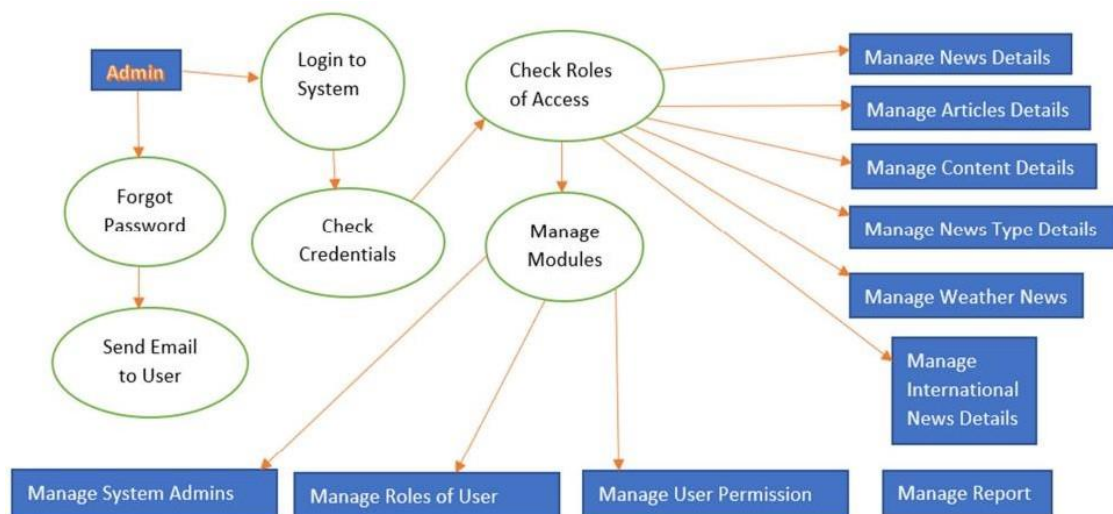 Admin
Login to
System
Check Roles
of Access
Manage News Details
Manage Articles Details
Manage Content Details
Manage News Type Details
Manage Weather News
Manage
International
News Details
Forgot
Password
Check
Credentials
Manage
Modules
Send Email
to User
Manage System Admins
Manage Roles of User
Manage User Permission
Manage Report